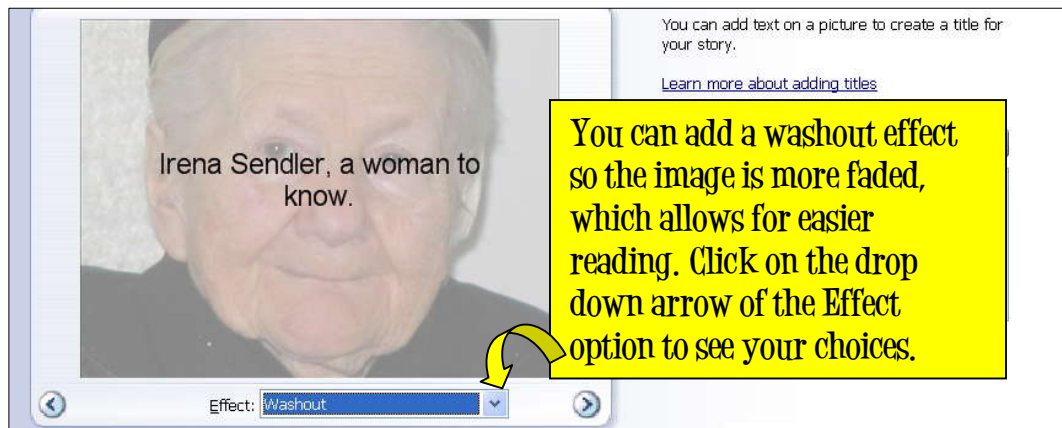 You can add text on a picture to create a title for
your story.
Learn more about adding titles
Irena Sendler, a woman to
know.
You can add a washout effect
so the image is more faded,
which allows for easier
reading. Click on the drop
down arrow of the Effect
option to see your choices.
Effect: Washout